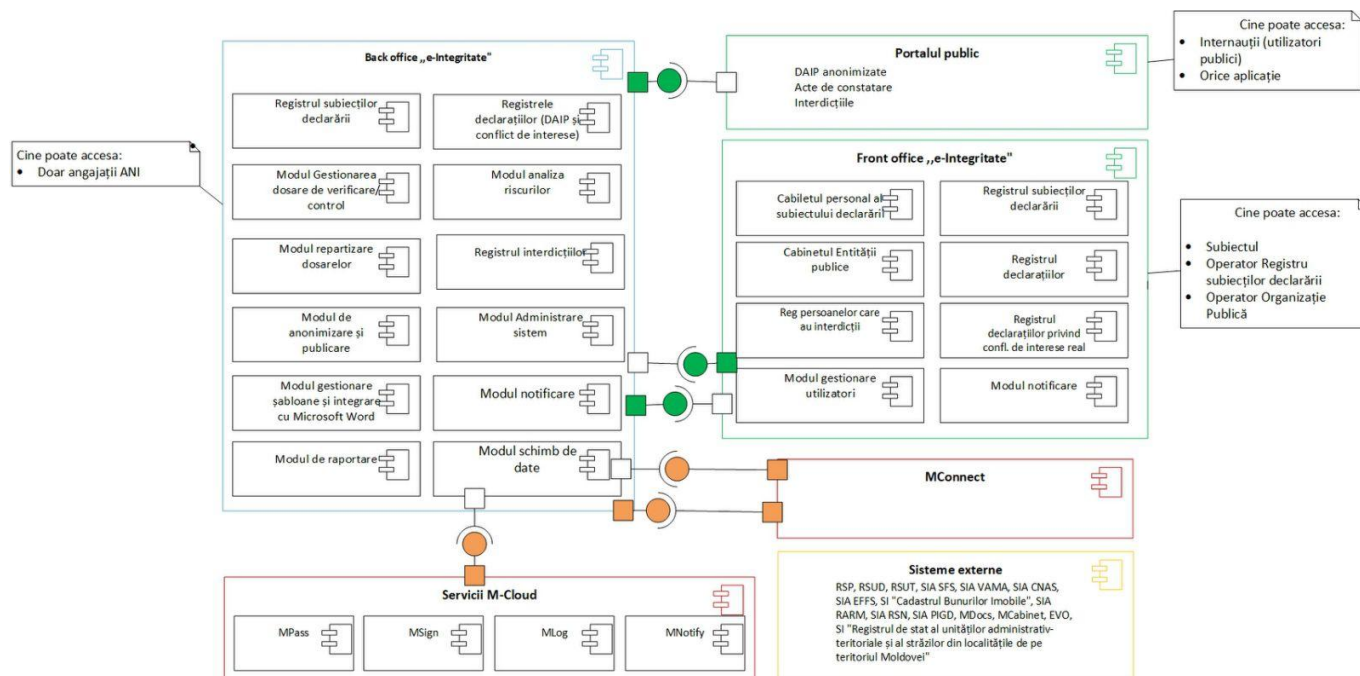 Cine poate accesa:
• Doar angajații ANI
Back office „e-Integritate"
Registrul subiecților
declarării
Registrele
declarațiilor (DAIP și
conflict de interese)
Modul Gestionarea
dosare de verificare/
control
Modul analiza
riscurilor
Modul repartizare
dosarelor
Registrul interdicțiilor
Modul de
anonimizare și
publicare
Modul Administrare
sistem
Modul gestionare
șabloane și integrare
cu Microsoft Word
Modul notificare
Modul de raportare
Modul schimb de
date
Portalul public
DAIP anonimizate
Acte de constatare
Interdicțiile
Cine poate accesa:
• Internauții (utilizatori
publici)
• Orice aplicație
Front office „e-Integritate"
Cabiletul personal al
subiectului declarării
Registrul subiecților
declarării
Cabinetul Entității
publice
Registrul
declarațiilor
Reg persoanelor care
au interdicții
Registrul
declarațiilor privind
confl. de interese real
Modul gestionare
utilizatori
Modul notificare
Cine poate accesa:
• Subiectul
• Operator Registru
subiecților declarării
• Operator Organizație
Publică
MConnect
Servicii M-Cloud
MPass
MSign
MLog
MNotify
Sisteme externe
RSP, RSUD, RSUT, SIA SFS, SIA VAMA, SIA CNAS,
SIA EFFS, SI "Cadastrul Bunurilor Imobile", SIA
RARM, SIA RSN, SIA PIGD, MDocs, MCabinet, EVO,
SI "Registrul de stat al unităților administrativ-
teritoriale și al străzilor din localitățile de pe
teritoriul Moldovei"